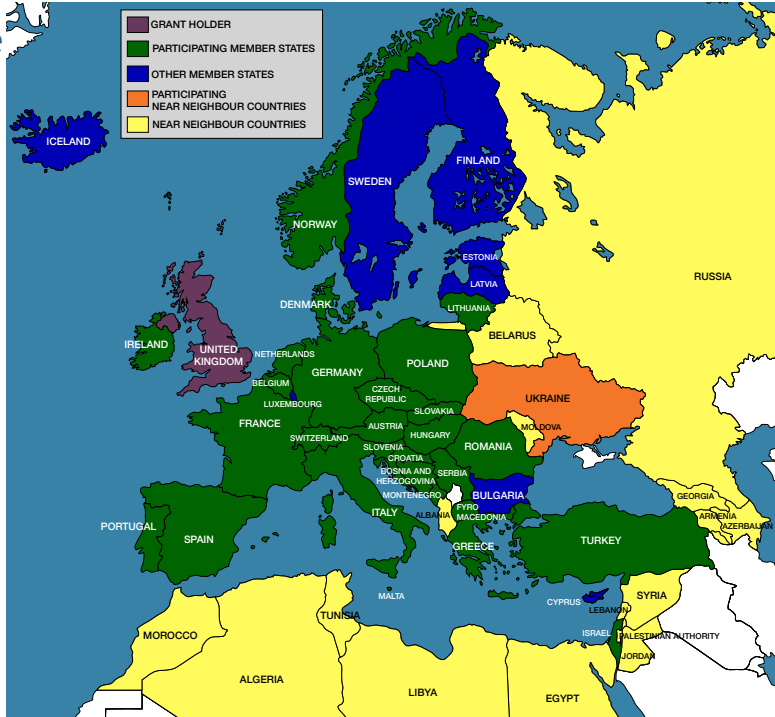 GRANT HOLDER
PARTICIPATING MEMBER STATES
OTHER MEMBER STATES
PARTICIPATING
NEAR NEIGHBOUR COUNTRIES
NEAR NEIGHBOUR COUNTRIES
ICELAND
SWEDEN
FINLAND
NORWAY
RUSSIA
ESTONIA
LATVIA
LITHUANIA
DENMARK
BELARUS
IRELAND
UNITED
KINGDOM
NETHERLANDS
GERMANY
POLAND
BELGIUM
LUXEMBOURG
CZECH
REPUBLIC
UKRAINE
SLOVAKIA
FRANCE
AUSTRIA
MOLDOVA
SWITZERLAND
HUNGARY
SLOVENIA
ROMANIA
CROATIA
BOSNIA AND
HERZOGOVINA
SERBIA
MONTENEGRO
BULGARIA
GEORGIA
ITALY
ALBANIA
FYRO
MACEDONIA
ARMENIA
AZERBAIJAN
PORTUGAL
SPAIN
GREECE
TURKEY
MALTA
CYPRUS
SYRIA
LEBANON
TUNISIA
ISRAEL
PALESTINIAN AUTHORITY
MOROCCO
JORDAN
ALGERIA
LIBYA
EGYPT